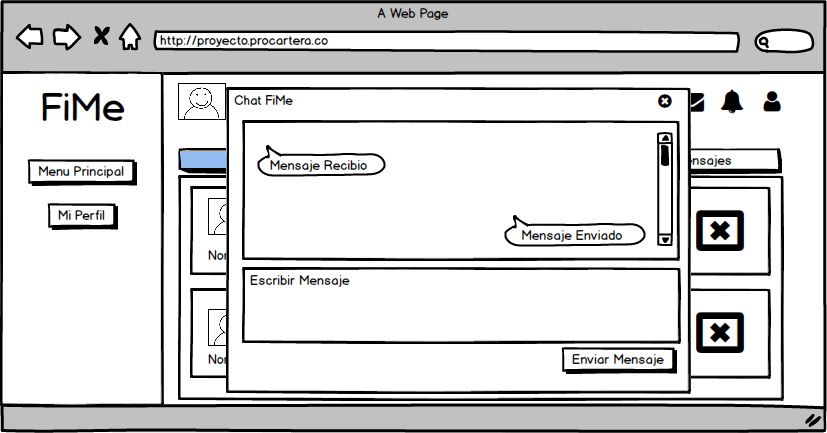 A Web Page
http://proyecto.procartera.co
FiMe
Menu Principal
Mi Perfil
Chat FiMe
Mensaje Recibio
Mensaje Enviado
Escribir Mensaje
Enviar Mensaje
ensajes
Nor
Nor